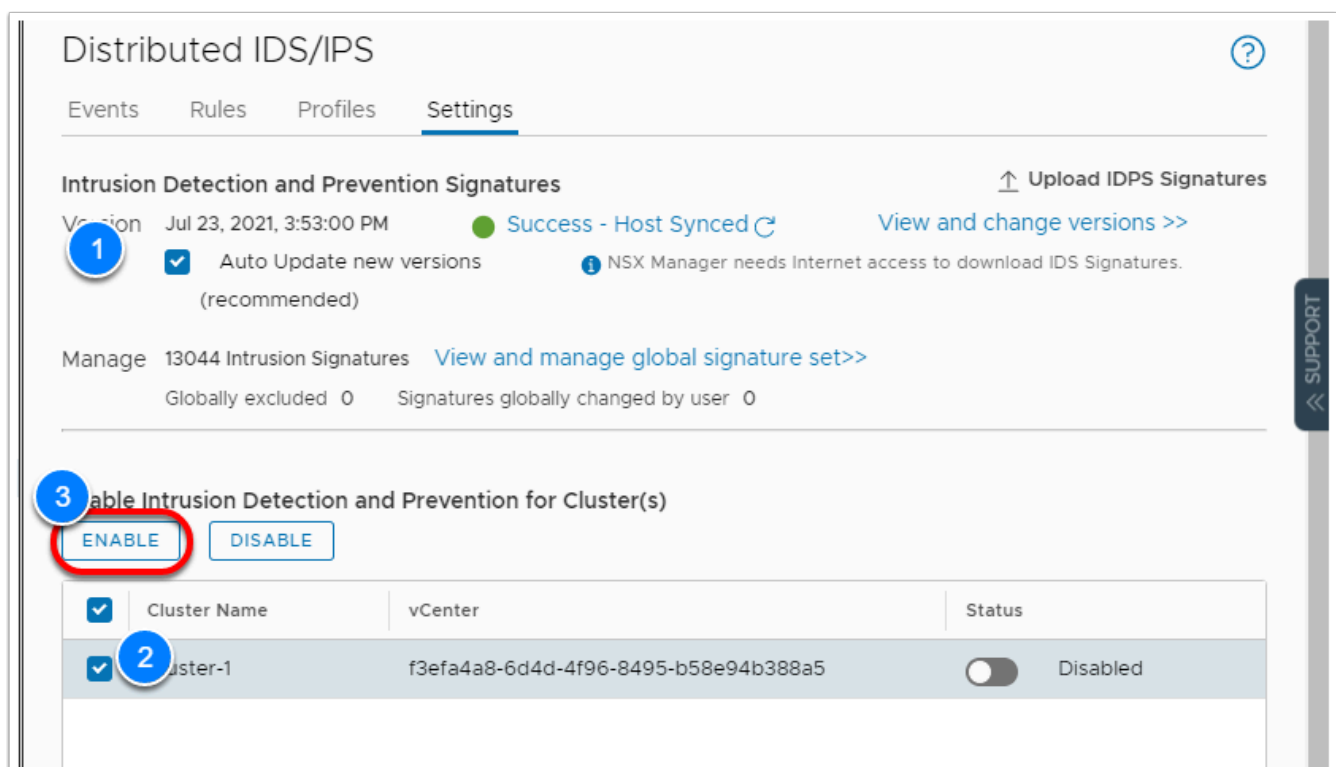 Distributed IDS/IPS
?
Events Rules Profiles Settings
Intrusion Detection and Prevention Signatures
Upload IDPS Signatures
Jul 23, 2021, 3:53:00 PM Success - Host Synced View and change versions >>
1
Auto Update new versions
(recommended)
NSX Manager needs Internet access to download IDS Signatures.
SUPPORT
Manage 13044 Intrusion Signatures View and manage global signature set>>
Globally excluded 0 Signatures globally changed by user 0
3
Intrusion Detection and Prevention for Cluster(s)
ENABLE DISABLE
Cluster Name vCenter Status
2
f3efa4a8-6d4d-4f96-8495-b58e94b388a5 Disabled